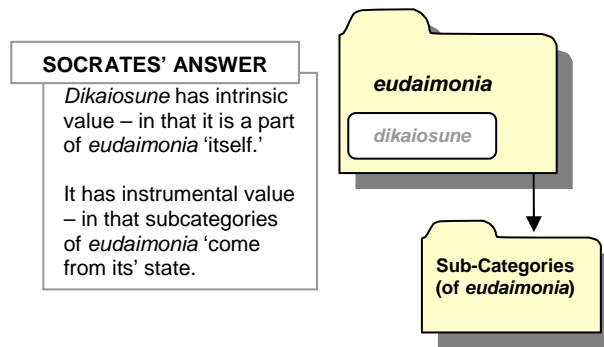 SOCRATES’ ANSWER
Dikaiosune has intrinsic
value – in that it is a part
of eudaimonia ‘itself.’
It has instrumental value
– in that subcategories
of eudaimonia ‘come
from its’ state.
eudaimonia
dikaiosune
Sub-Categories
(of eudaimonia)